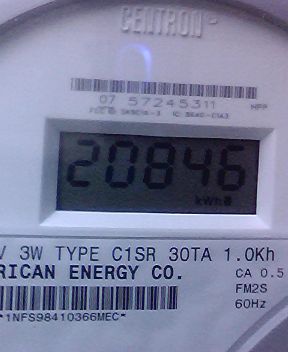 CENTRON
07 57245311
20846
kWh
V 3W TYPE C1SR 30TA 1.0Kh
RICAN ENERGY CO.
CA 0.5
FM2S
60Hz
*1NFS98410366MEC*